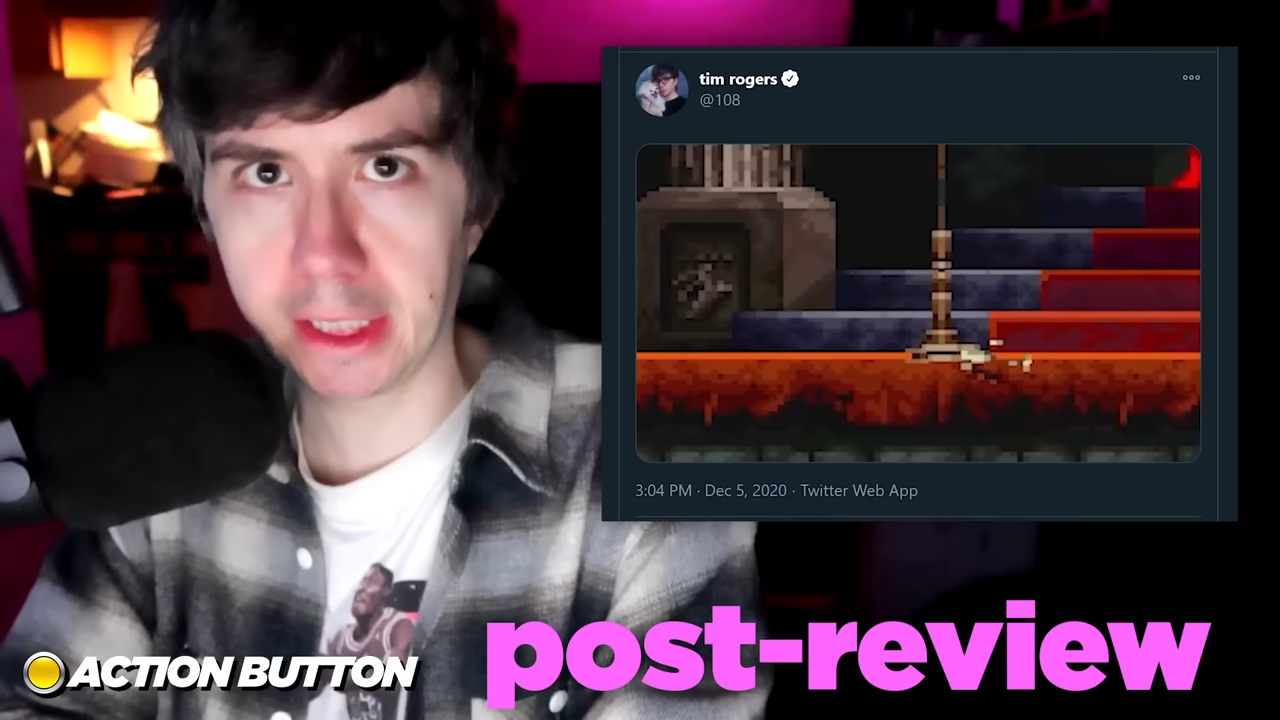 tim rogers
@108
3:04 PM · Dec 5, 2020 · Twitter Web App
ACTION BUTTON
post-review